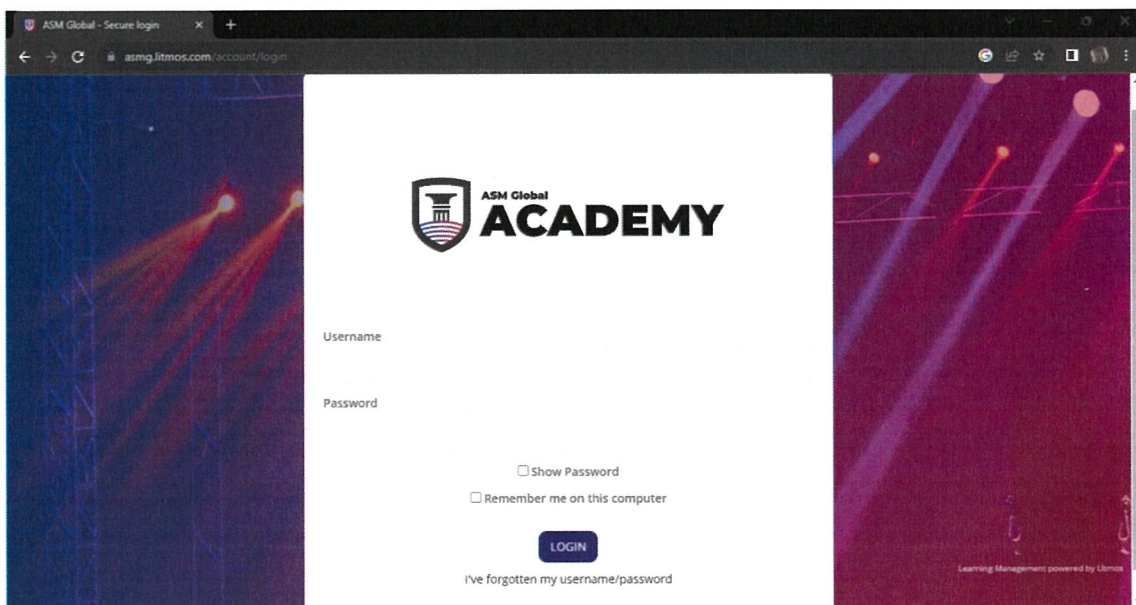 ASM Global - Secure login
asmg.litmos.com/account/login
ASM Global
ACADEMY
Username
Password
Show Password
Remember me on this computer
LOGIN
I've forgotten my username/password
Learning Management powered by Litmos